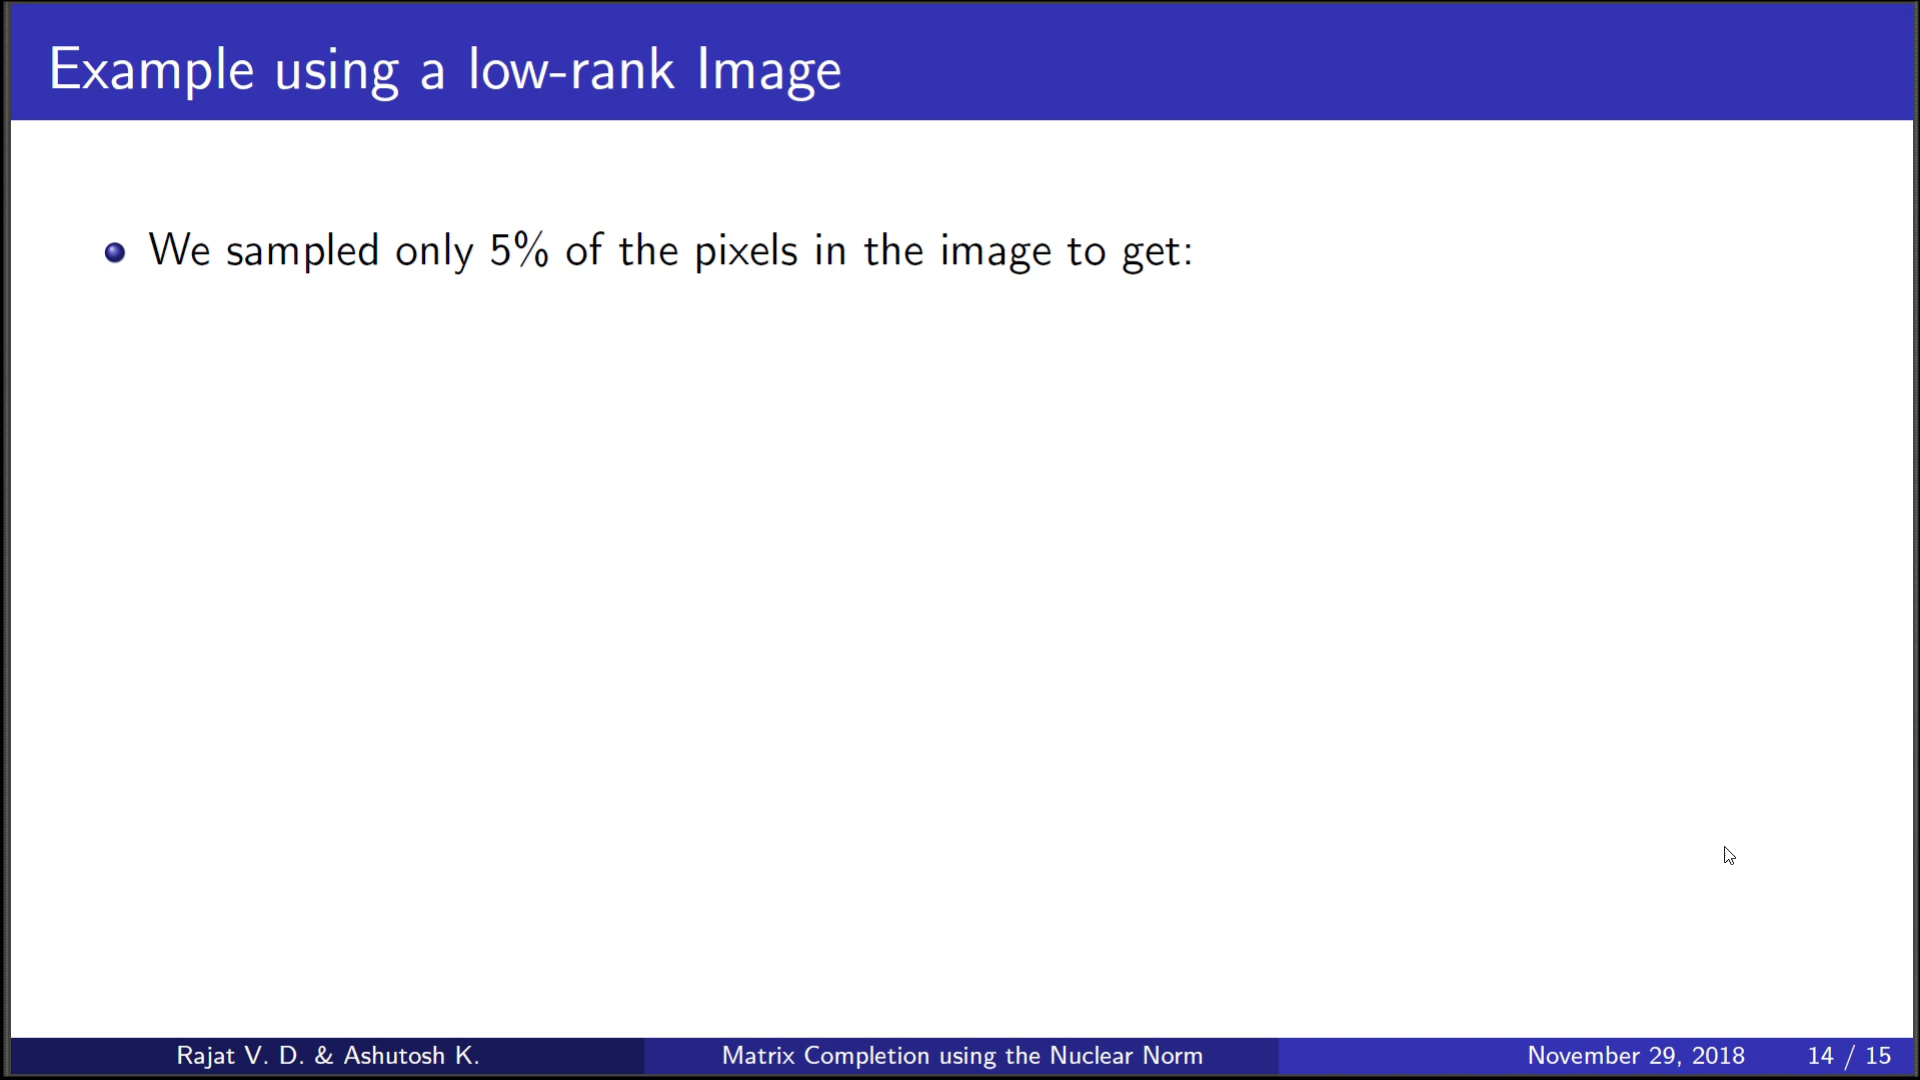 Example using a low-rank Image
We sampled only 5% of the pixels in the image to get:
Rajat V. D. & Ashutosh K.
Matrix Completion using the Nuclear Norm
November 29, 2018
14 / 15